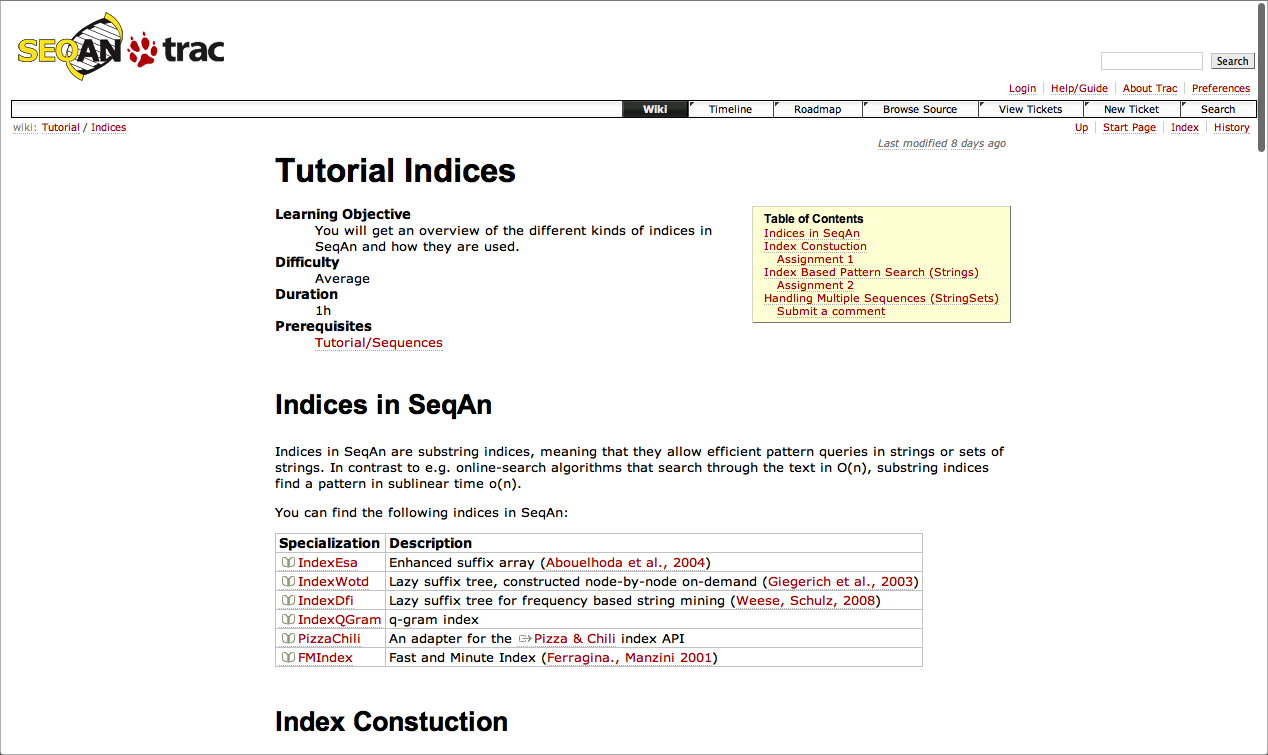 SEQAN trac
Search
Login Help/Guide About Trac Preferences
Wiki Timeline Roadmap Browse Source View Tickets New Ticket Search
wiki: Tutorial / Indices
Up Start Page Index History
Last modified 8 days ago
Tutorial Indices
Learning Objective
You will get an overview of the different kinds of indices in
SeqAn and how they are used.
Difficulty
Average
Duration
1h
Prerequisites
Tutorial/Sequences
Table of Contents
Indices in SeqAn
Index Constuction
Assignment 1
Index Based Pattern Search (Strings)
Assignment 2
Handling Multiple Sequences (StringSets)
Submit a comment
Indices in SeqAn
Indices in SeqAn are substring indices, meaning that they allow efficient pattern queries in strings or sets of
strings. In contrast to e.g. online-search algorithms that search through the text in O(n), substring indices
find a pattern in sublinear time o(n).
You can find the following indices in SeqAn:
Specialization Description
IndexEsa Enhanced suffix array (Abouelhoda et al., 2004)
IndexWotd Lazy suffix tree, constructed node-by-node on-demand (Giegerich et al., 2003)
IndexDfi Lazy suffix tree for frequency based string mining (Weese, Schulz, 2008)
IndexQGram q-gram index
PizzaChili An adapter for the Pizza & Chili index API
FMIndex Fast and Minute Index (Ferragina., Manzini 2001)
Index Constuction